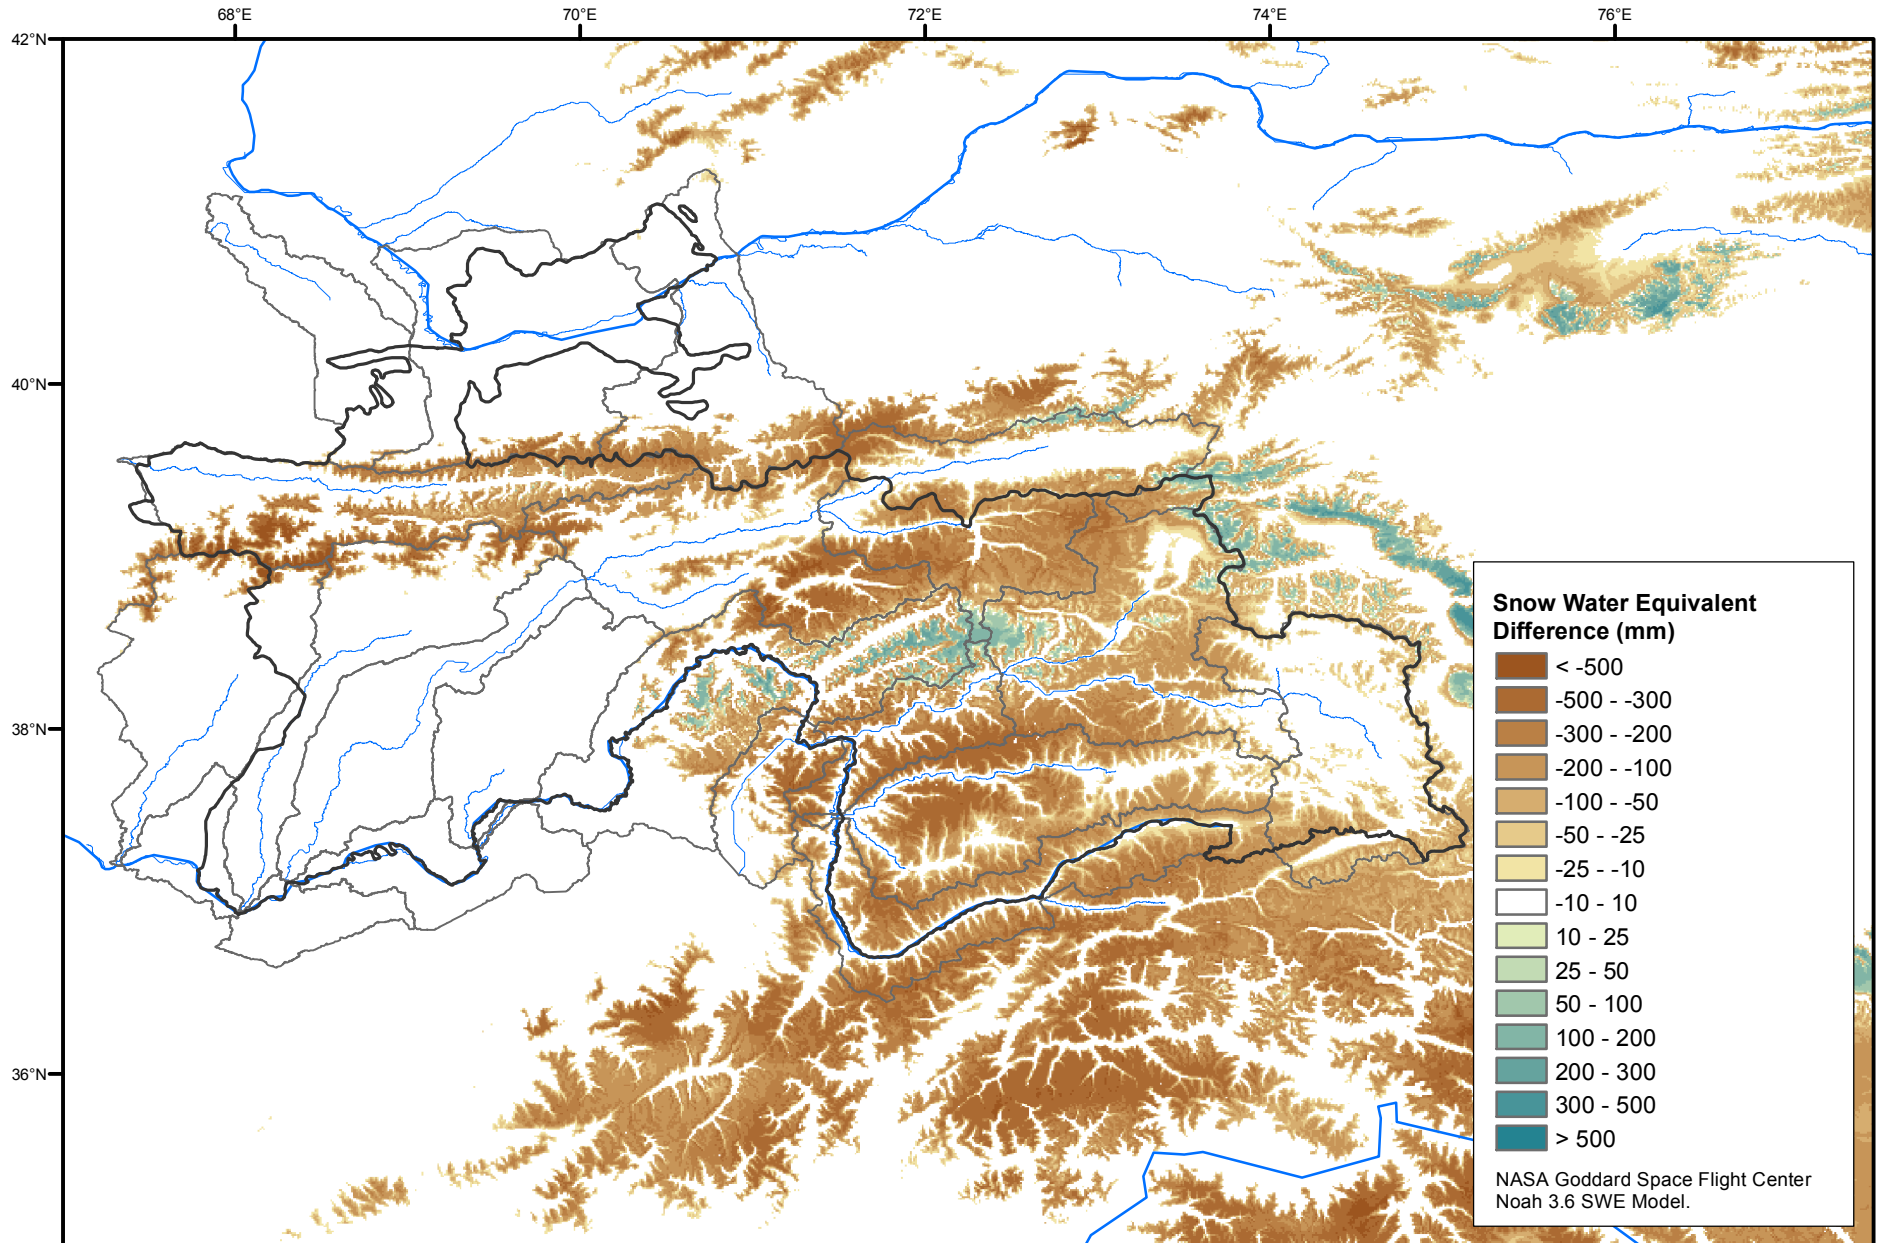 68°E 70°E 72°E 74°E 76°E
42°N
40°N
38°N
36°N
Snow Water Equivalent
Difference (mm)
< -500
-500 - -300
-300 - -200
-200 - -100
-100 - -50
-50 - -25
-25 - -10
-10 - 10
10 - 25
25 - 50
50 - 100
100 - 200
200 - 300
300 - 500
> 500
NASA Goddard Space Flight Center
Noah 3.6 SWE Model.